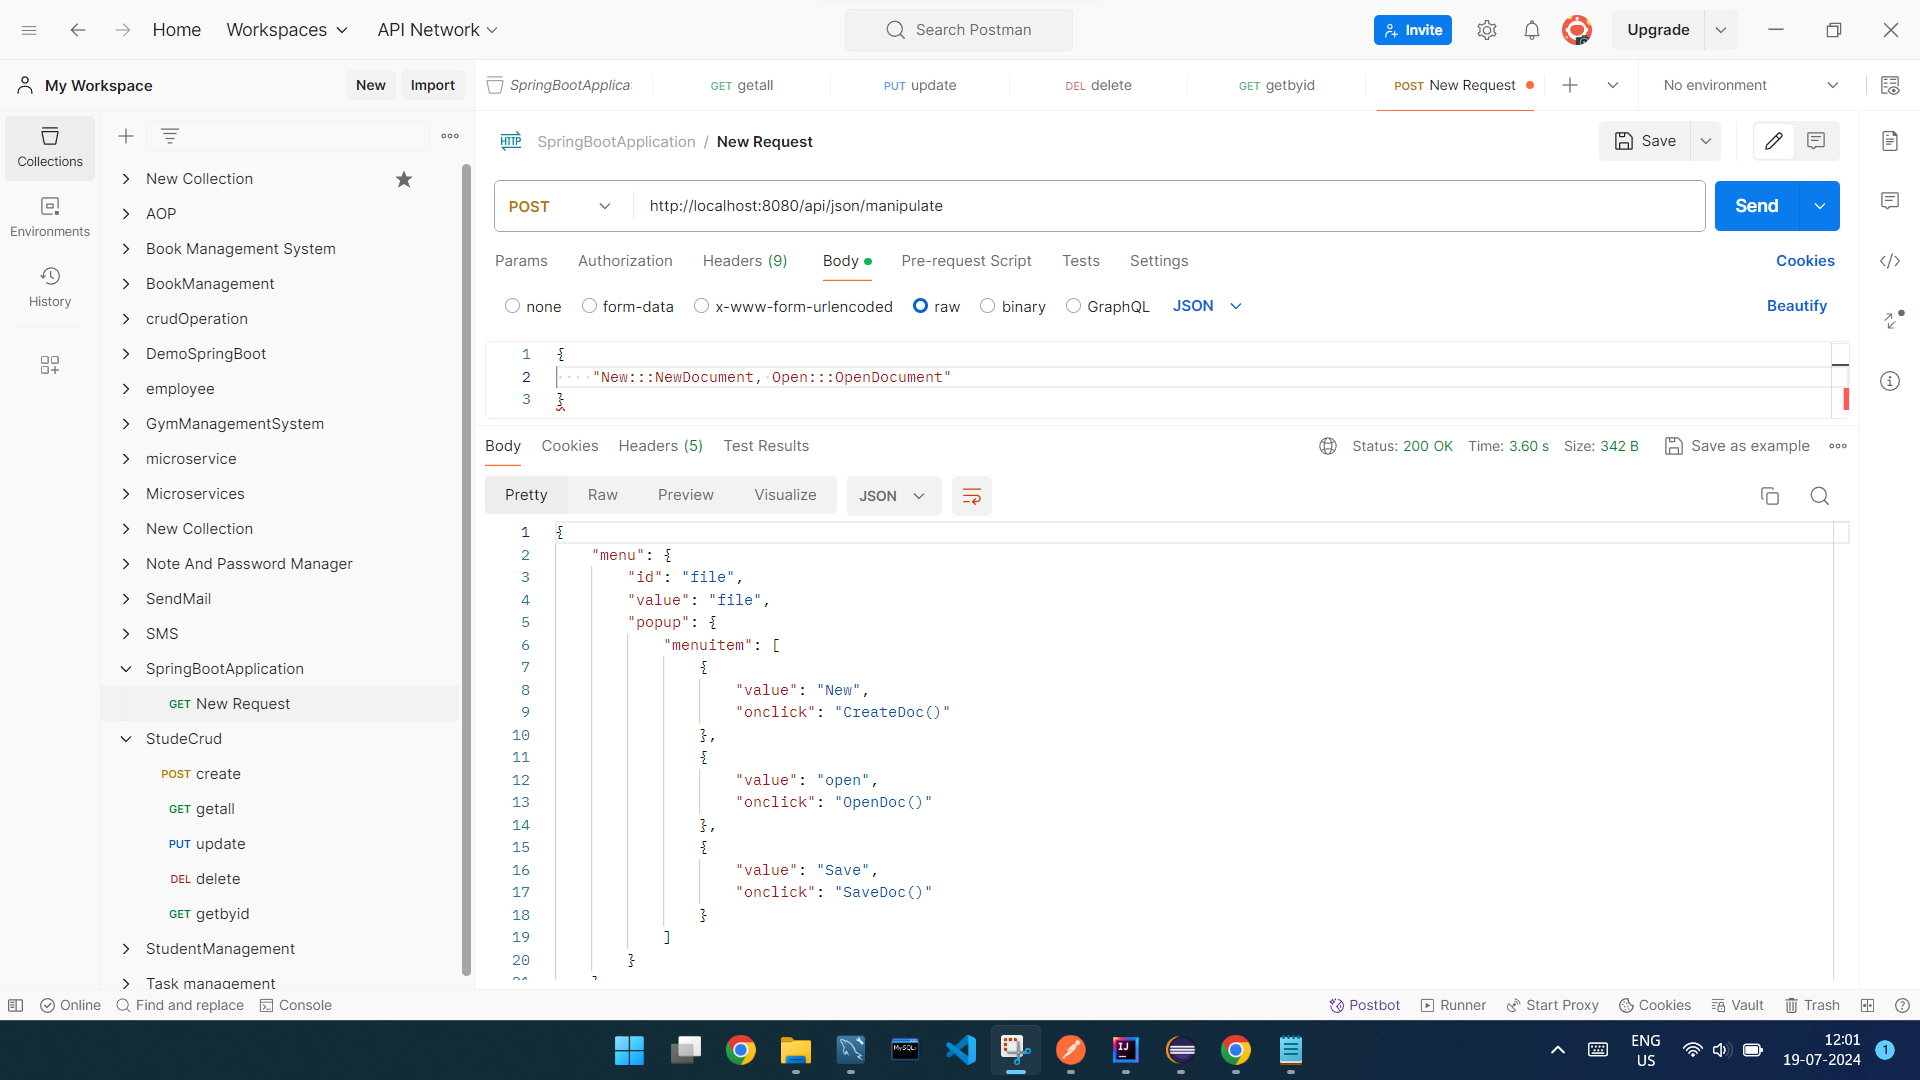 Home
Workspaces
API Network
Search Postman
Invite
Upgrade
My Workspace
New
Import
SpringBootApplica
GET getall
PUT update
DEL delete
GET getbyid
POST New Request
No environment
Collections
Environments
History
New Collection
AOP
Book Management System
BookManagement
crudOperation
DemoSpringBoot
employee
GymManagementSystem
microservice
Microservices
New Collection
Note And Password Manager
SendMail
SMS
SpringBootApplication
GET New Request
StudeCrud
POST create
GET getall
PUT update
DEL delete
GET getbyid
StudentManagement
Task management
HTTP SpringBootApplication / New Request
Save
POST
http://localhost:8080/api/json/manipulate
Send
Params
Authorization
Headers (9)
Body
Pre-request Script
Tests
Settings
Cookies
none
form-data
x-www-form-urlencoded
raw
binary
GraphQL
JSON
Beautify
1 {
2 "New:::NewDocument, Open:::OpenDocument"
3 }
Body
Cookies
Headers (5)
Test Results
Status: 200 OK
Time: 3.60 s
Size: 342 B
Save as example
Pretty
Raw
Preview
Visualize
JSON
1 {
2 "menu": {
3 "id": "file",
4 "value": "file",
5 "popup": {
6 "menuitem": [
7 {
8 "value": "New",
9 "onclick": "CreateDoc()"
10 },
11 {
12 "value": "open",
13 "onclick": "OpenDoc()"
14 },
15 {
16 "value": "Save",
17 "onclick": "SaveDoc()"
18 }
19 ]
20 }
Online
Find and replace
Console
Postbot
Runner
Start Proxy
Cookies
Vault
Trash
MySQL
IJ
ENG
US
12:01
19-07-2024
1